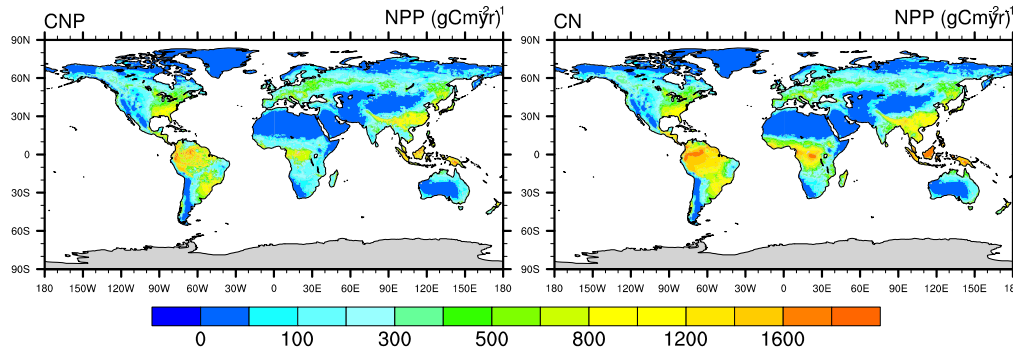 CNP NPP (gCm⁻²yr)⁻¹ CN NPP (gCm⁻²yr)⁻¹
90N 90N
60N 60N
30N 30N
0 0
30S 30S
60S 60S
90S 90S
180 150W 120W 90W 60W 30W 0 30E 60E 90E 120E 150E 180 180 150W 120W 90W 60W 30W 0 30E 60E 90E 120E 150E 18
0 100 300 500 800 1200 1600